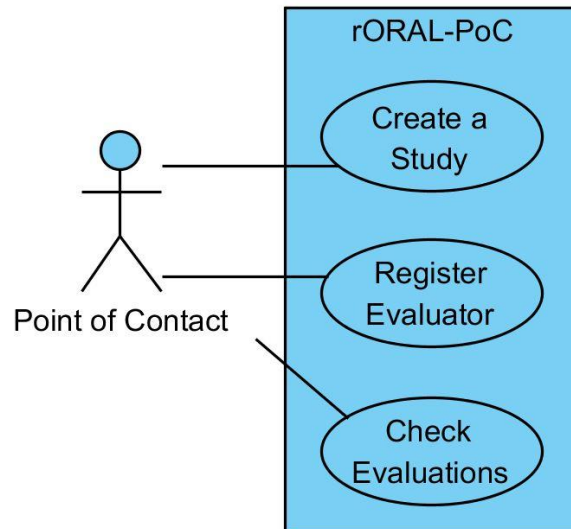 rORAL-PoC
Create a
Study
Register
Evaluator
Point of Contact
Check
Evaluations